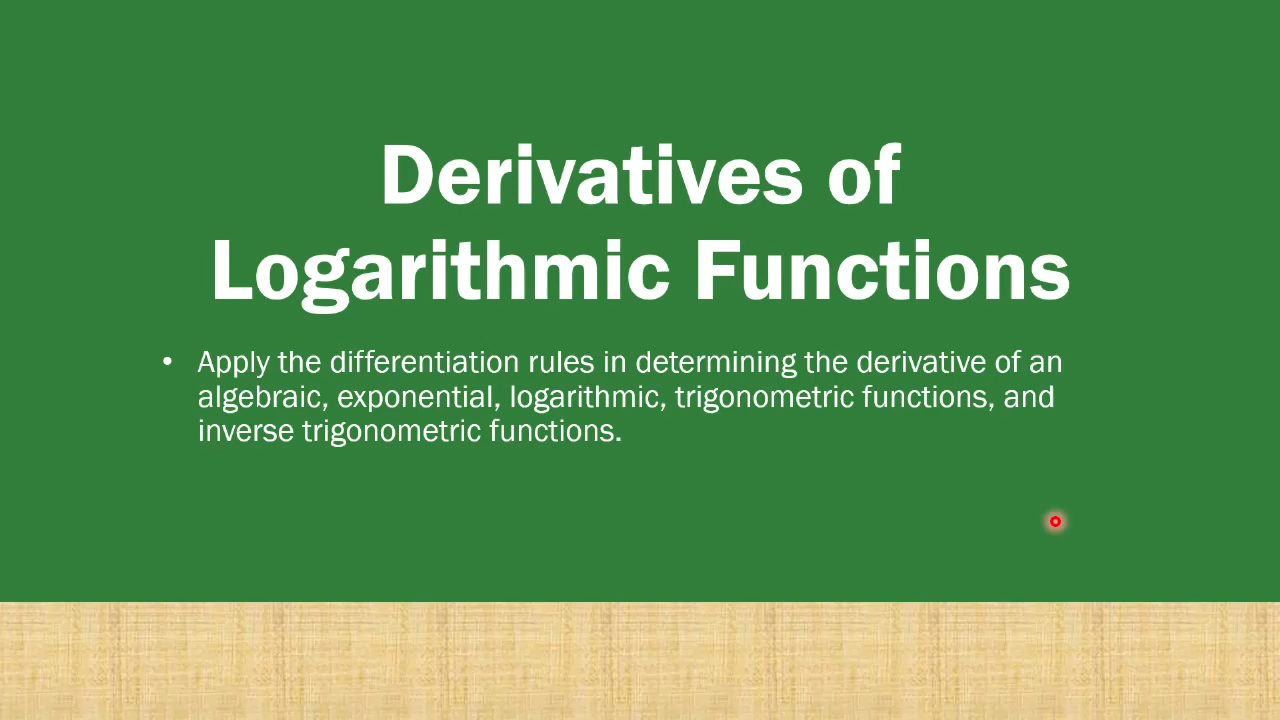 Derivatives of
Logarithmic Functions
• Apply the differentiation rules in determining the derivative of an
algebraic, exponential, logarithmic, trigonometric functions, and
inverse trigonometric functions.